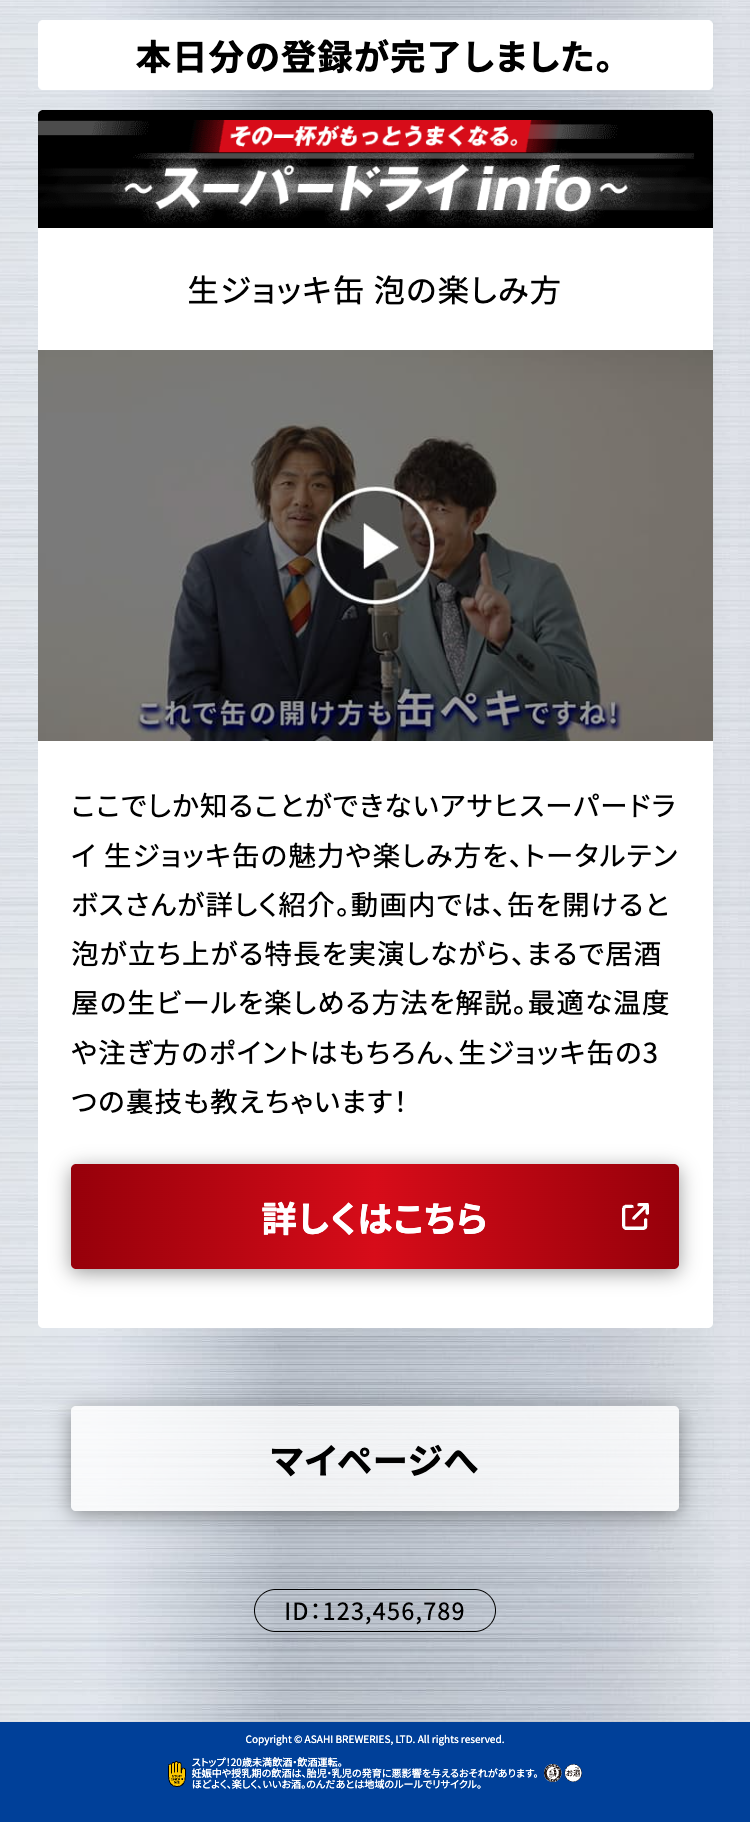 本日分の登録が完了しました。
その一杯がもっとうまくなる。
～スーパードライ info～
生ジョッキ缶 泡の楽しみ方
これで缶の開け方も缶ペキですね！
ここでしか知ることができないアサヒスーパードラ
イ 生ジョッキ缶の魅力や楽しみ方を、トータルテン
ボスさんが詳しく紹介。動画内では、缶を開けると
泡が立ち上がる特長を実演しながら、まるで居酒
屋の生ビールを楽しめる方法を解説。最適な温度
や注ぎ方のポイントはもちろん、生ジョッキ缶の3
つの裏技も教えちゃいます！
詳しくはこちら
マイページへ
ID：123,456,789
Copyright © ASAHI BREWERIES, LTD. All rights reserved.
ストップ！20歳未満飲酒・飲酒運転。
妊娠中や授乳期の飲酒は、胎児・乳児の発育に悪影響を与えるおそれがあります。
ほどよく、楽しく、いいお酒。のんだあとは地域のルールでリサイクル。
お酒